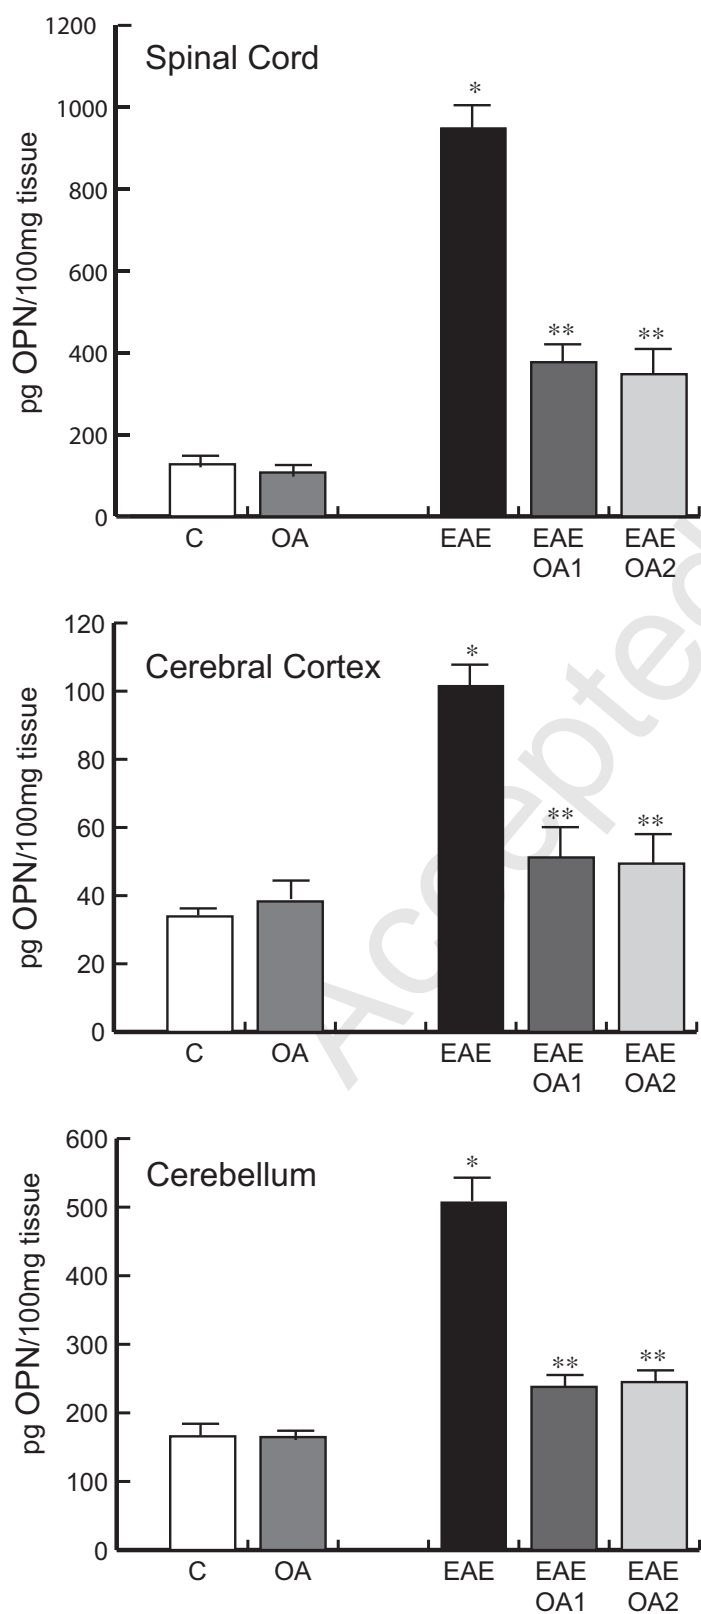 1200
Spinal Cord
*
1000
800
600
400
200
0
pg OPN/100mg tissue
** **
C OA EAE EAE EAE
OA1 OA2
120
Cerebral Cortex
*
100
80
60
40
20
0
pg OPN/100mg tissue
** **
C OA EAE EAE EAE
OA1 OA2
600
Cerebellum
*
500
400
300
200
100
0
pg OPN/100mg tissue
** **
C OA EAE EAE EAE
OA1 OA2
Accepted